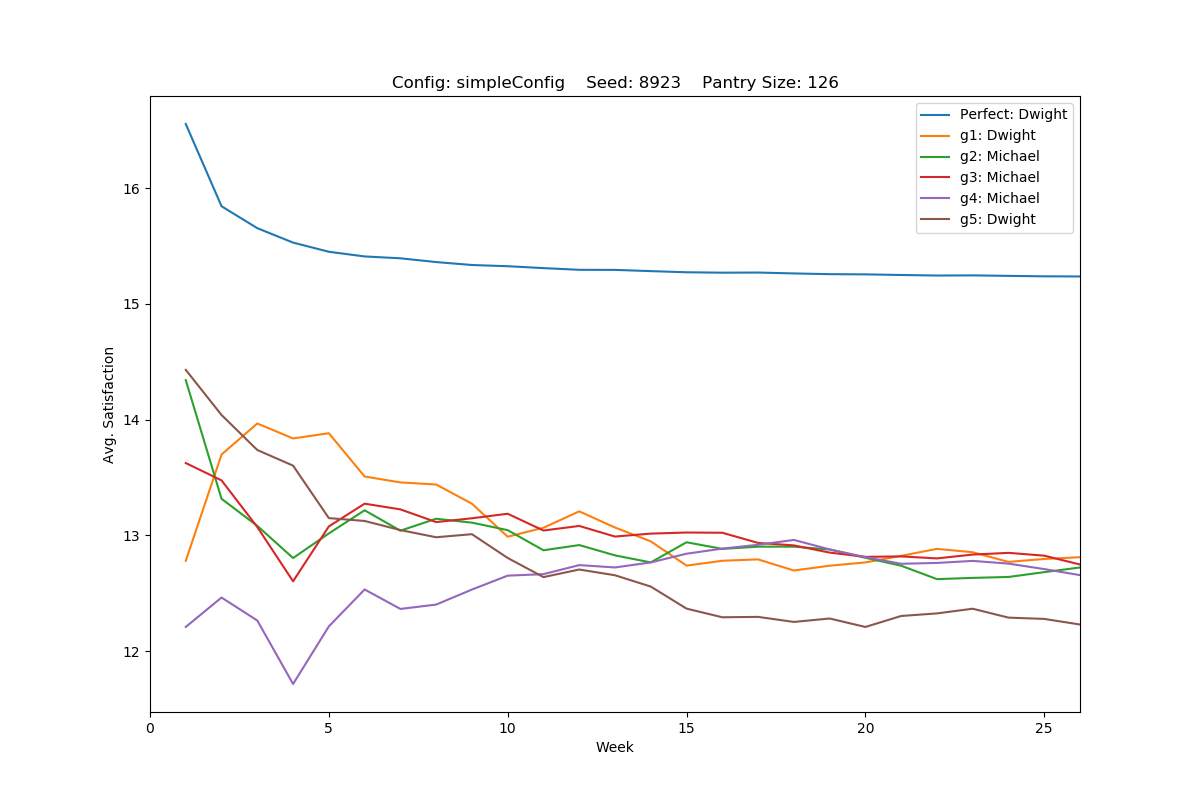 Config: simpleConfig    Seed: 8923    Pantry Size: 126
Perfect: Dwight
g1: Dwight
g2: Michael
g3: Michael
g4: Michael
g5: Dwight
16
15
14
13
12
Avg. Satisfaction
0 5 10 15 20 25
Week